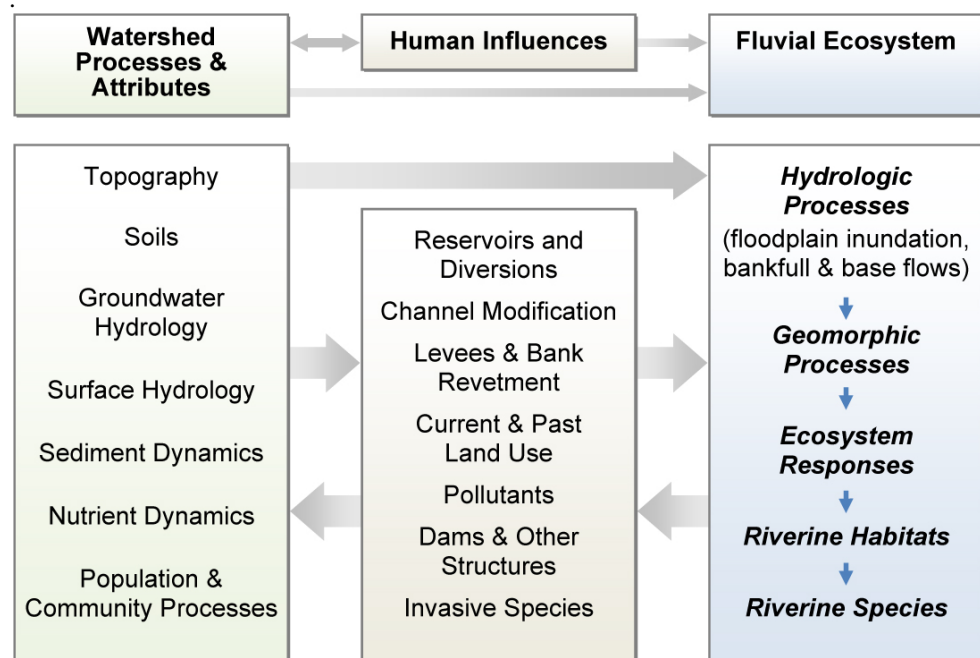 .
Watershed
Processes &
Attributes
Human Influences
Fluvial Ecosystem
Topography
Soils
Groundwater
Hydrology
Surface Hydrology
Sediment Dynamics
Nutrient Dynamics
Population &
Community Processes
Reservoirs and
Diversions
Channel Modification
Levees & Bank
Revetment
Current & Past
Land Use
Pollutants
Dams & Other
Structures
Invasive Species
Hydrologic
Processes
(floodplain inundation,
bankfull & base flows)
Geomorphic
Processes
Ecosystem
Responses
Riverine Habitats
Riverine Species